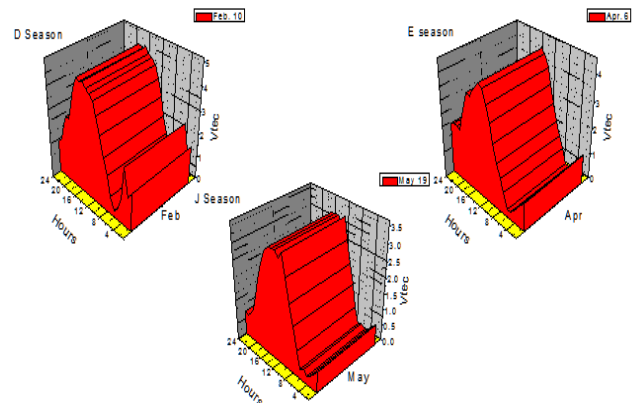 D Season
Feb. 10
5
4
3
2
1
0
Vtec
24
20
16
12
8
4
Hours
Feb
E season
Apr. 6
4
3
2
1
0
Vtec
24
20
16
12
8
4
Hours
Apr
J Season
May 19
3.5
3.0
2.5
2.0
1.5
1.0
0.5
0.0
Vtec
24
20
16
12
8
4
Hours
May